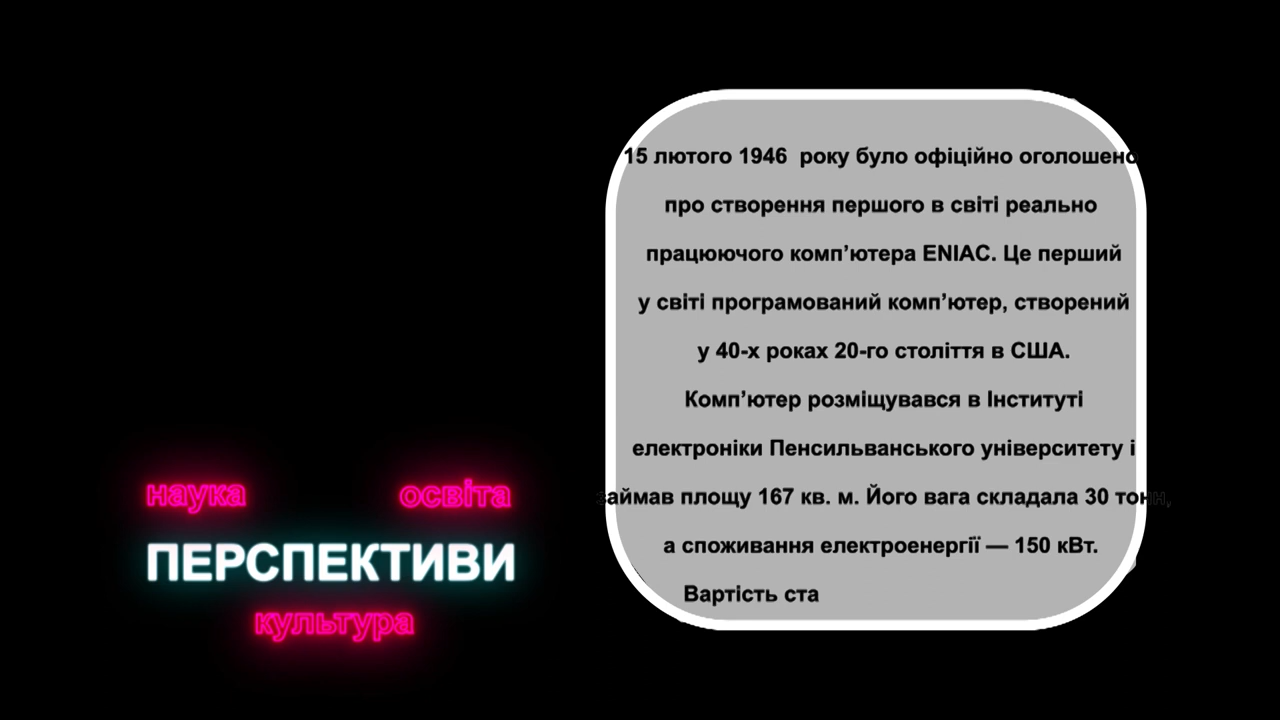 наука
освіта
ПЕРСПЕКТИВИ
культура
15 лютого 1946 року було офіційно оголошено
про створення першого в світі реально
працюючого комп’ютера ENIAC. Це перший
у світі програмований комп’ютер, створений
у 40-х роках 20-го століття в США.
Комп’ютер розміщувався в Інституті
електроніки Пенсильванського університету і
займав площу 167 кв. м. Його вага складала 30 тонн,
а споживання електроенергії — 150 кВт.
Вартість ста